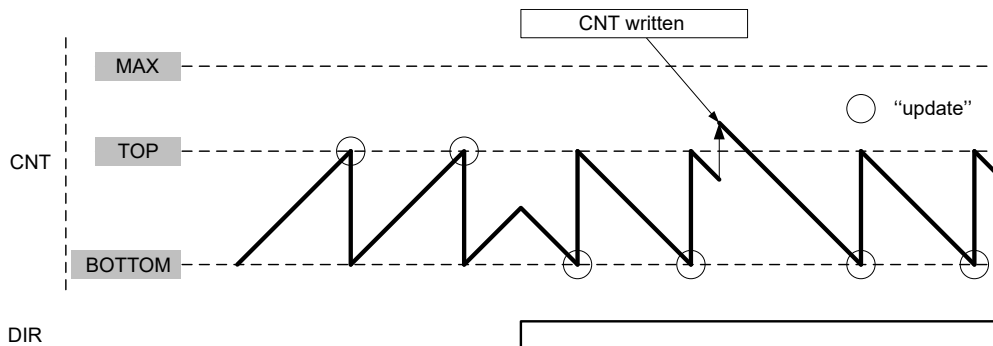 CNT written
MAX
“update”
TOP
CNT
BOTTOM
DIR